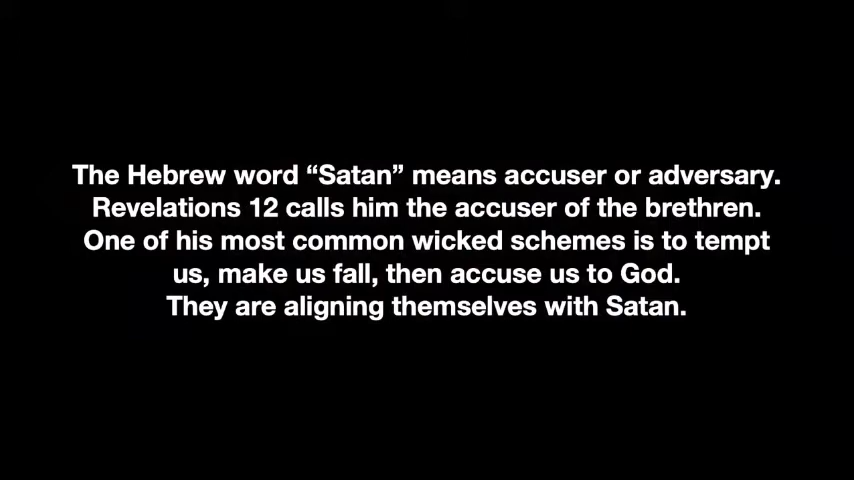 The Hebrew word “Satan” means accuser or adversary.
Revelations 12 calls him the accuser of the brethren.
One of his most common wicked schemes is to tempt
us, make us fall, then accuse us to God.
They are aligning themselves with Satan.